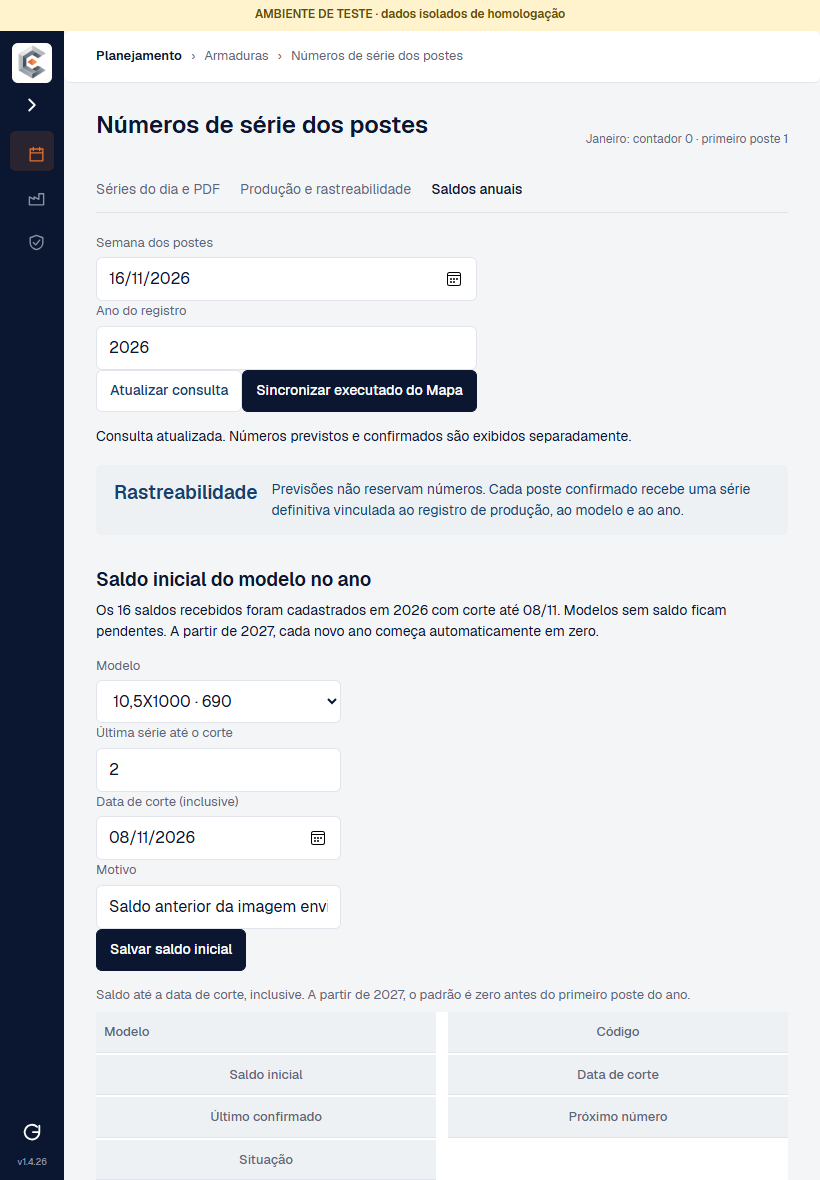 AMBIENTE DE TESTE · dados isolados de homologação
Planejamento › Armaduras › Números de série dos postes
Números de série dos postes
Janeiro: contador 0 · primeiro poste 1
Séries do dia e PDF Produção e rastreabilidade Saldos anuais
Semana dos postes
16/11/2026
Ano do registro
2026
Atualizar consulta Sincronizar executado do Mapa
Consulta atualizada. Números previstos e confirmados são exibidos separadamente.
Rastreabilidade Previsões não reservam números. Cada poste confirmado recebe uma série
definitiva vinculada ao registro de produção, ao modelo e ao ano.
Saldo inicial do modelo no ano
Os 16 saldos recebidos foram cadastrados em 2026 com corte até 08/11. Modelos sem saldo ficam
pendentes. A partir de 2027, cada novo ano começa automaticamente em zero.
Modelo
10,5X1000 · 690
Última série até o corte
2
Data de corte (inclusive)
08/11/2026
Motivo
Saldo anterior da imagem envi
Salvar saldo inicial
Saldo até a data de corte, inclusive. A partir de 2027, o padrão é zero antes do primeiro poste do ano.
Modelo Código
Saldo inicial Data de corte
Último confirmado Próximo número
Situação
v1.4.26